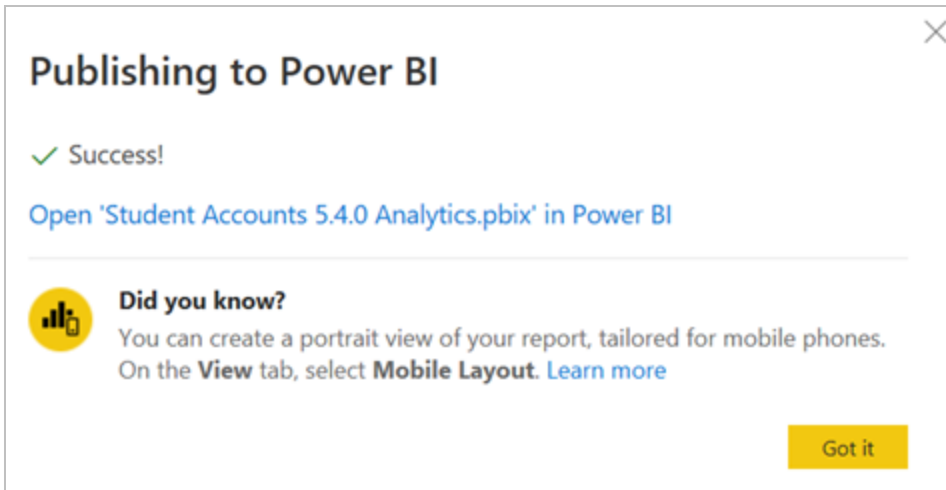 Publishing to Power BI
Success!
Open 'Student Accounts 5.4.0 Analytics.pbix' in Power BI
Did you know?
You can create a portrait view of your report, tailored for mobile phones.
On the View tab, select Mobile Layout. Learn more
Got it